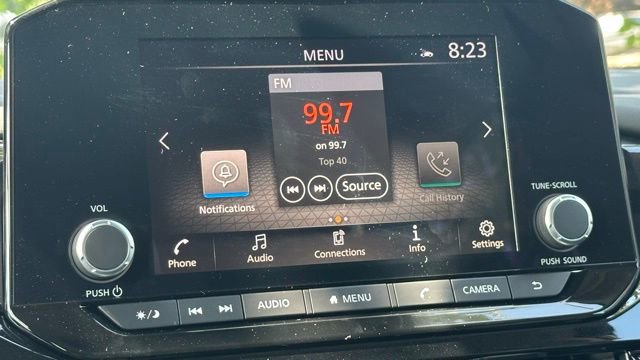 MENU 8:23
FM
99.7
FM
on 99.7
Top 40
Source
Notifications
Call History
Phone Audio Connections Info Settings
VOL
PUSH
TUNE·SCROLL
PUSH SOUND
AUDIO MENU CAMERA